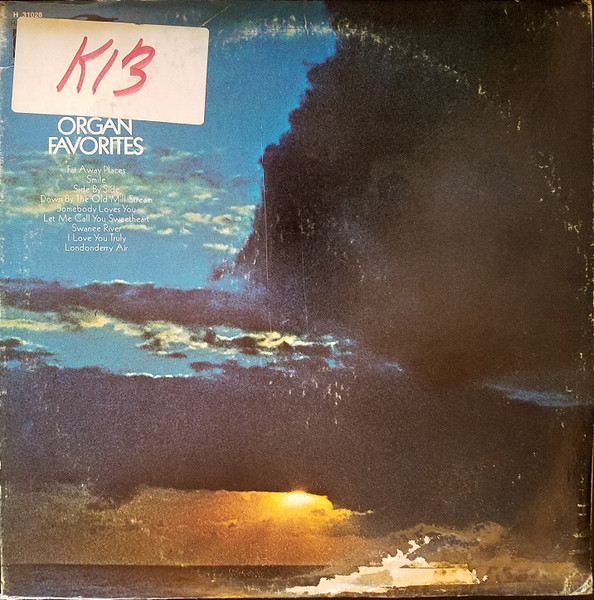 H 31028
K13
ORGAN
FAVORITES
Far Away Places
Smile
Side By Side
Down By The Old Mill Stream
Somebody Loves You
Let Me Call You Sweetheart
Swanee River
I Love You Truly
Londonderry Air